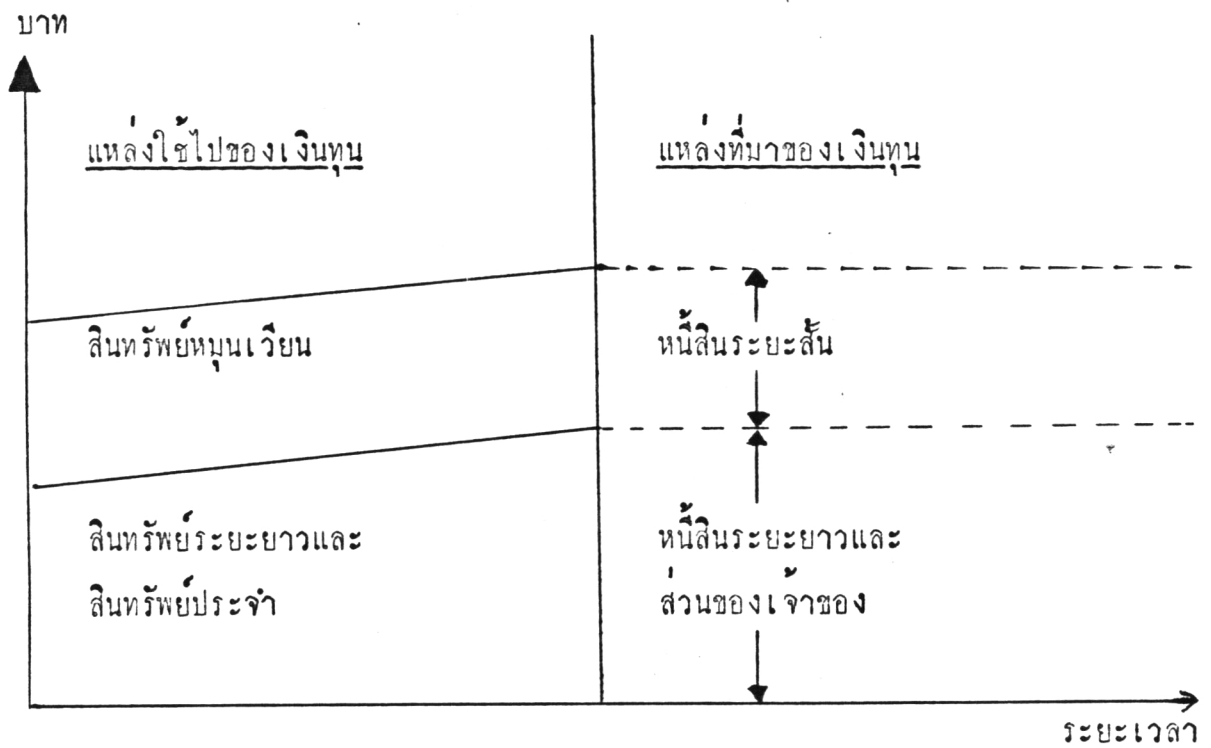 บาท
แหล่งใช้ไปของเงินทุน
แหล่งที่มาของเงินทุน
สินทรัพย์หมุนเวียน
หนี้สินระยะสั้น
สินทรัพย์ระยะยาวและ
สินทรัพย์ประจำ
หนี้สินระยะยาวและ
ส่วนของเจ้าของ
ระยะเวลา